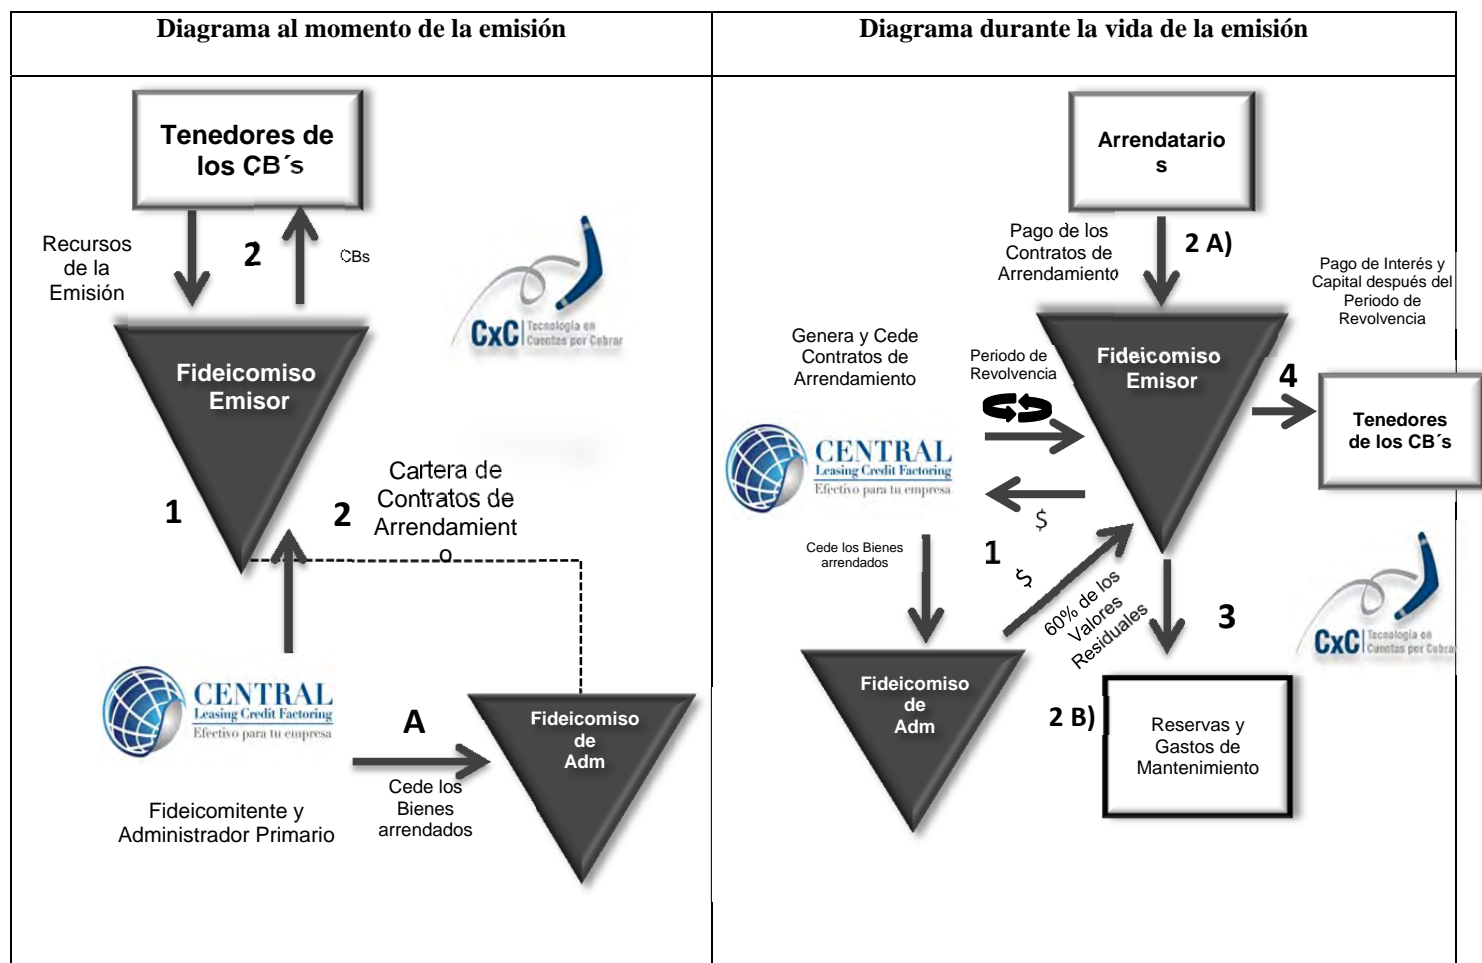 Diagrama al momento de la emisión
Tenedores de
los CB´s
Recursos
de la
Emisión
2
CBs
CxC
Tecnología en
Cuentas por Cobrar
Fideicomiso
Emisor
1
2
Cartera de
Contratos de
Arrendamient
o
CENTRAL
Leasing Credit Factoring
Efectivo para tu empresa
A
Cede los
Bienes
arrendados
Fideicomiso
de
Adm
Fideicomitente y
Administrador Primario
Diagrama durante la vida de la emisión
Arrendatario
s
Pago de los
Contratos de
Arrendamiento
2 A)
Pago de Interés y
Capital después del
Periodo de
Revolvencia
Genera y Cede
Contratos de
Arrendamiento
Periodo de
Revolvencia
Fideicomiso
Emisor
4
Tenedores
de los CB´s
CENTRAL
Leasing Credit Factoring
Efectivo para tu empresa
$
Cede los Bienes
arrendados
1
$
60% de los
Valores
Residuales
3
CxC
Tecnología en
Cuentas por Cobra
Fideicomiso
de
Adm
2 B)
Reservas y
Gastos de
Mantenimiento